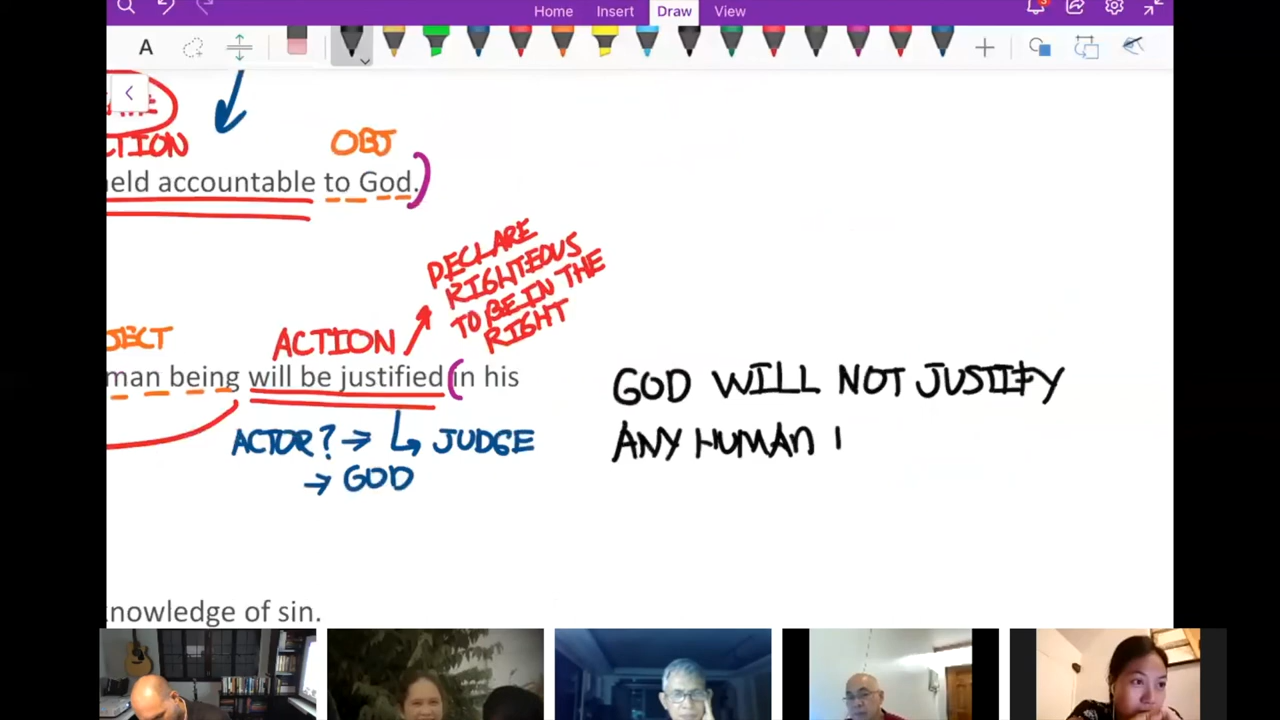 Home Insert Draw View
A
CTION
OBJ
eld accountable to God.)
DECLARE
RIGHTEOUS
TO BE IN THE
RIGHT
JECT
ACTION
man being will be justified (in his
GOD WILL NOT JUSTIFY
ACTOR? → ↳ JUDGE
ANY HUMAN
→ GOD
knowledge of sin.